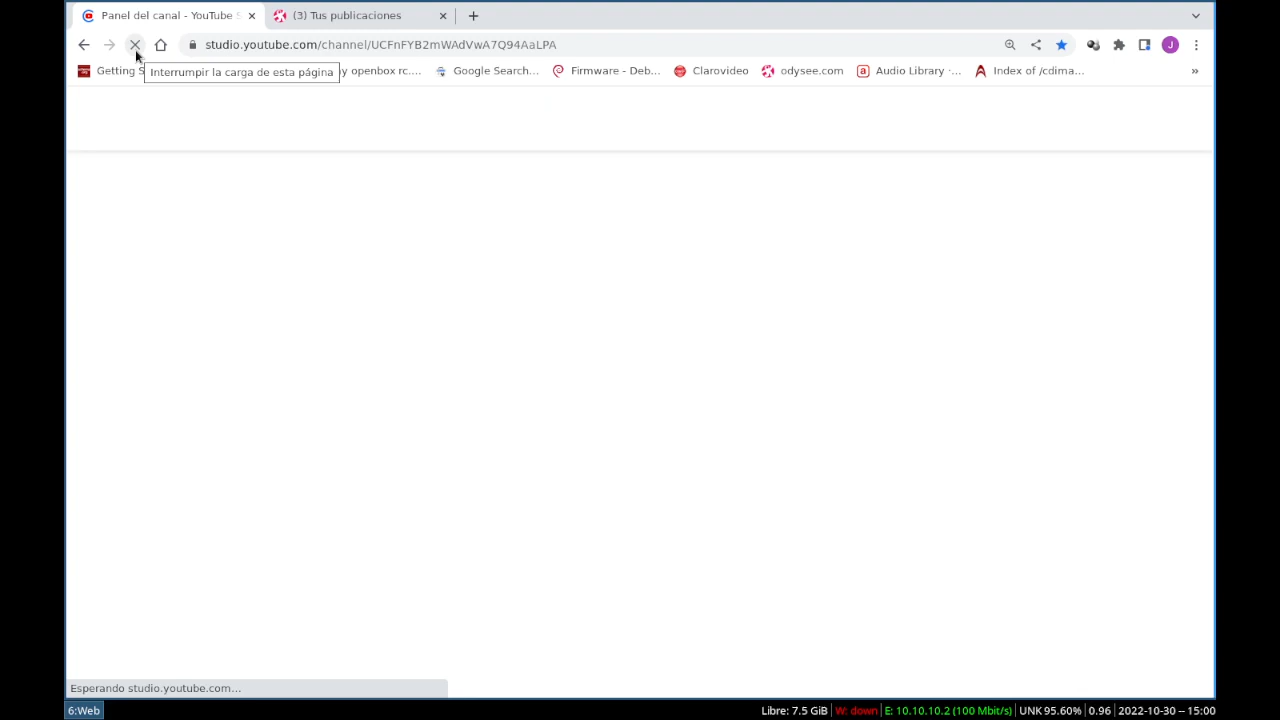 Panel del canal - YouTube S
(3) Tus publicaciones
studio.youtube.com/channel/UCFnFYB2mWAdVwA7Q94AaLPA
J
Getting S
Interrumpir la carga de esta página
y openbox rc....
Google Search...
Firmware - Deb...
Clarovideo
odysee.com
Audio Library ·...
Index of /cdima...
»
Esperando studio.youtube.com...
6:Web
Libre: 7.5 GiB | W: down | E: 10.10.10.2 (100 Mbit/s) | UNK 95.60% | 0.96 | 2022-10-30 -- 15:00